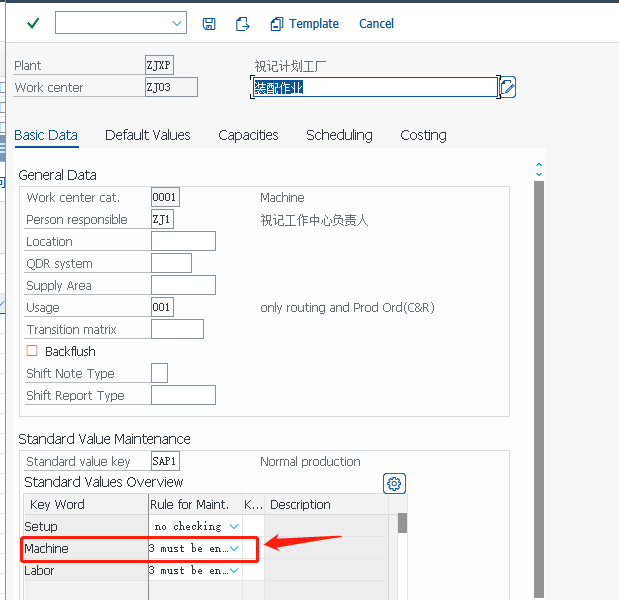 Template Cancel
Plant ZJXP 祝记计划工厂
Work center ZJ03 装配作业
Basic Data Default Values Capacities Scheduling Costing
General Data
Work center cat. 0001 Machine
Person responsible ZJ1 祝记工作中心负责人
Location
QDR system
Supply Area
Usage 001 only routing and Prod Ord(C&R)
Transition matrix
Backflush
Shift Note Type
Shift Report Type
Standard Value Maintenance
Standard value key SAP1 Normal production
Standard Values Overview
Key Word Rule for Maint. K... Description
Setup no checking
Machine 3 must be en...
Labor 3 must be en...